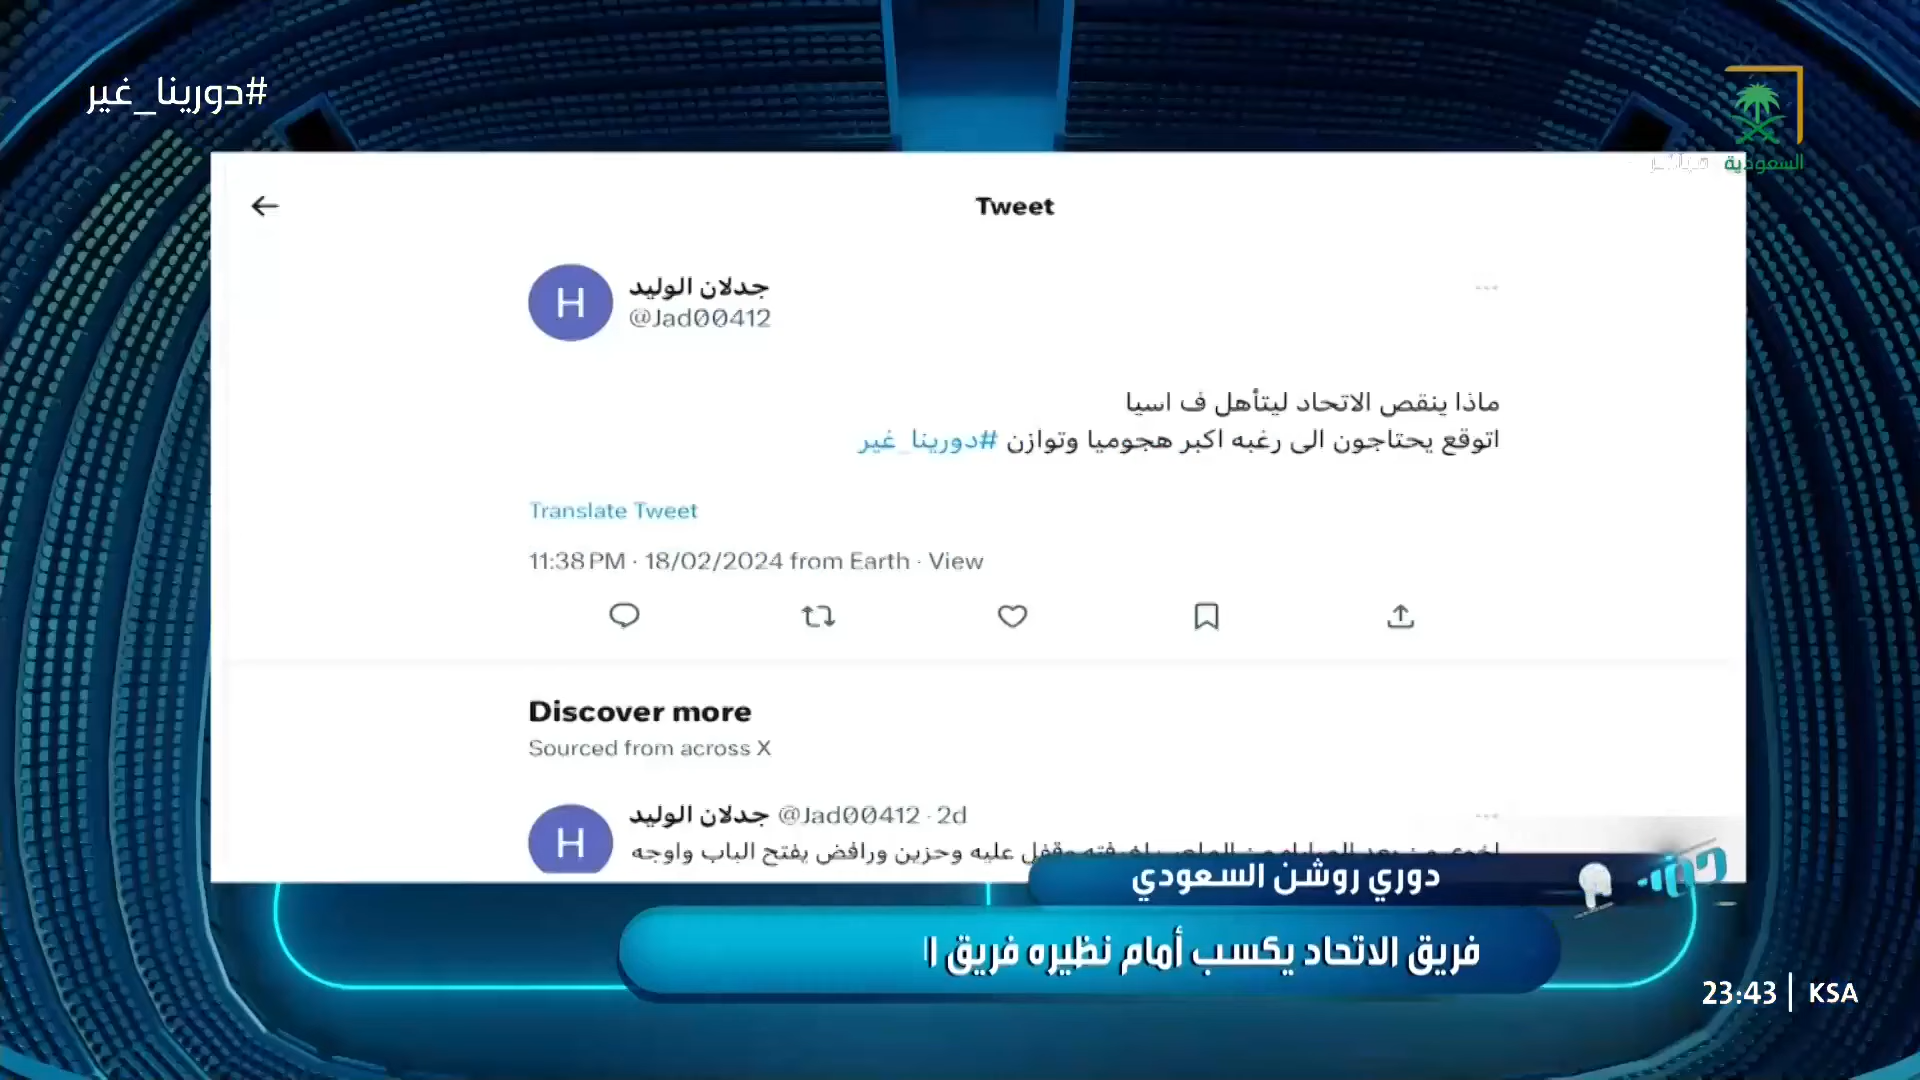 #دورينا_غير
السعودية
مباشر
Tweet
جدلان الوليد
@Jad00412
ماذا ينقص الاتحاد ليتأهل ف اسيا
اتوقع يحتاجون الى رغبه اكبر هجوميا وتوازن #دورينا_غير
Translate Tweet
11:38 PM · 18/02/2024 from Earth · View
Discover more
Sourced from across X
جدلان الوليد @Jad00412 · 2d
عليه وحزين ورافض يفتح الباب واوجه
دوري روشن السعودي
فريق الاتحاد يكسب أمام نظيره فريق ا
23:43 | KSA